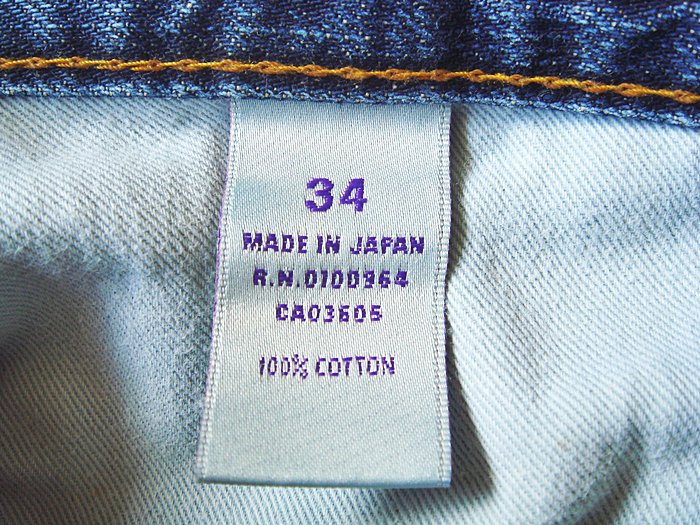 34
MADE IN JAPAN
R.N.0100964
CA03605
100% COTTON